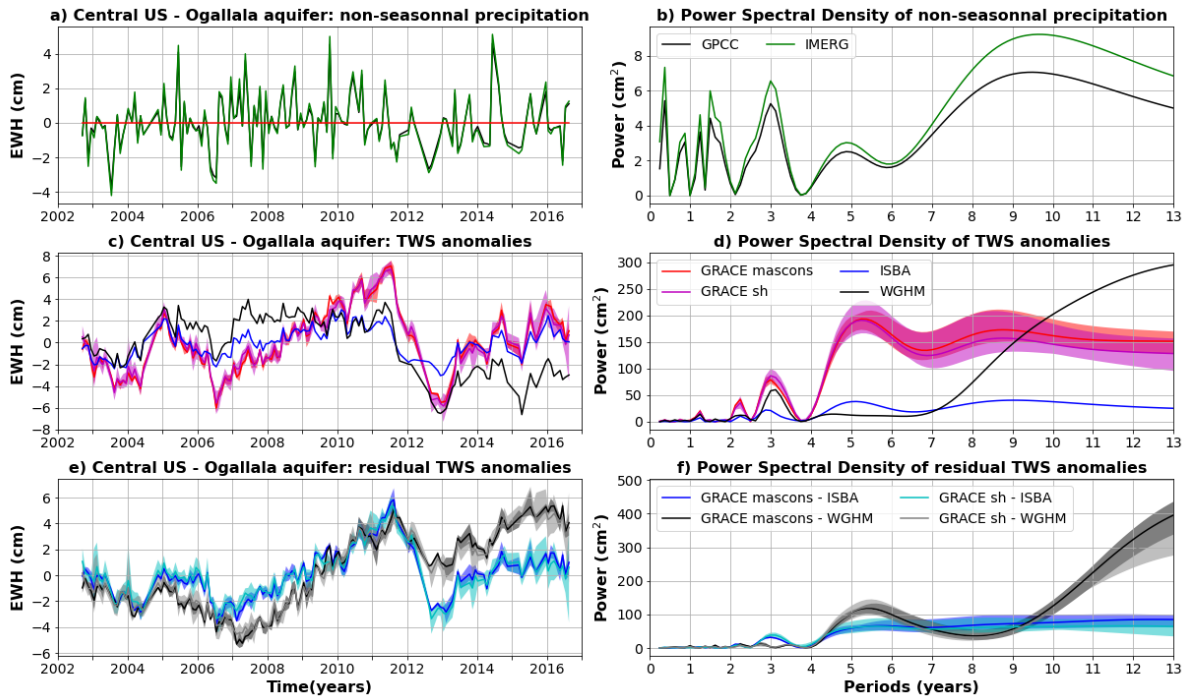 a) Central US - Ogallala aquifer: non-seasonnal precipitation
EWH (cm)
4
2
0
−2
−4
2002 2004 2006 2008 2010 2012 2014 2016
b) Power Spectral Density of non-seasonnal precipitation
GPCC IMERG
Power (cm²)
8
6
4
2
0
0 1 2 3 4 5 6 7 8 9 10 11 12 13
c) Central US - Ogallala aquifer: TWS anomalies
EWH (cm)
8
6
4
2
0
−2
−4
−6
−8
2002 2004 2006 2008 2010 2012 2014 2016
d) Power Spectral Density of TWS anomalies
GRACE mascons ISBA
GRACE sh WGHM
Power (cm²)
300
250
200
150
100
50
0
0 1 2 3 4 5 6 7 8 9 10 11 12 13
e) Central US - Ogallala aquifer: residual TWS anomalies
EWH (cm)
6
4
2
0
−2
−4
−6
2002 2004 2006 2008 2010 2012 2014 2016
Time(years)
f) Power Spectral Density of residual TWS anomalies
GRACE mascons - ISBA GRACE sh - ISBA
GRACE mascons - WGHM GRACE sh - WGHM
Power (cm²)
500
400
300
200
100
0
0 1 2 3 4 5 6 7 8 9 10 11 12 13
Periods (years)